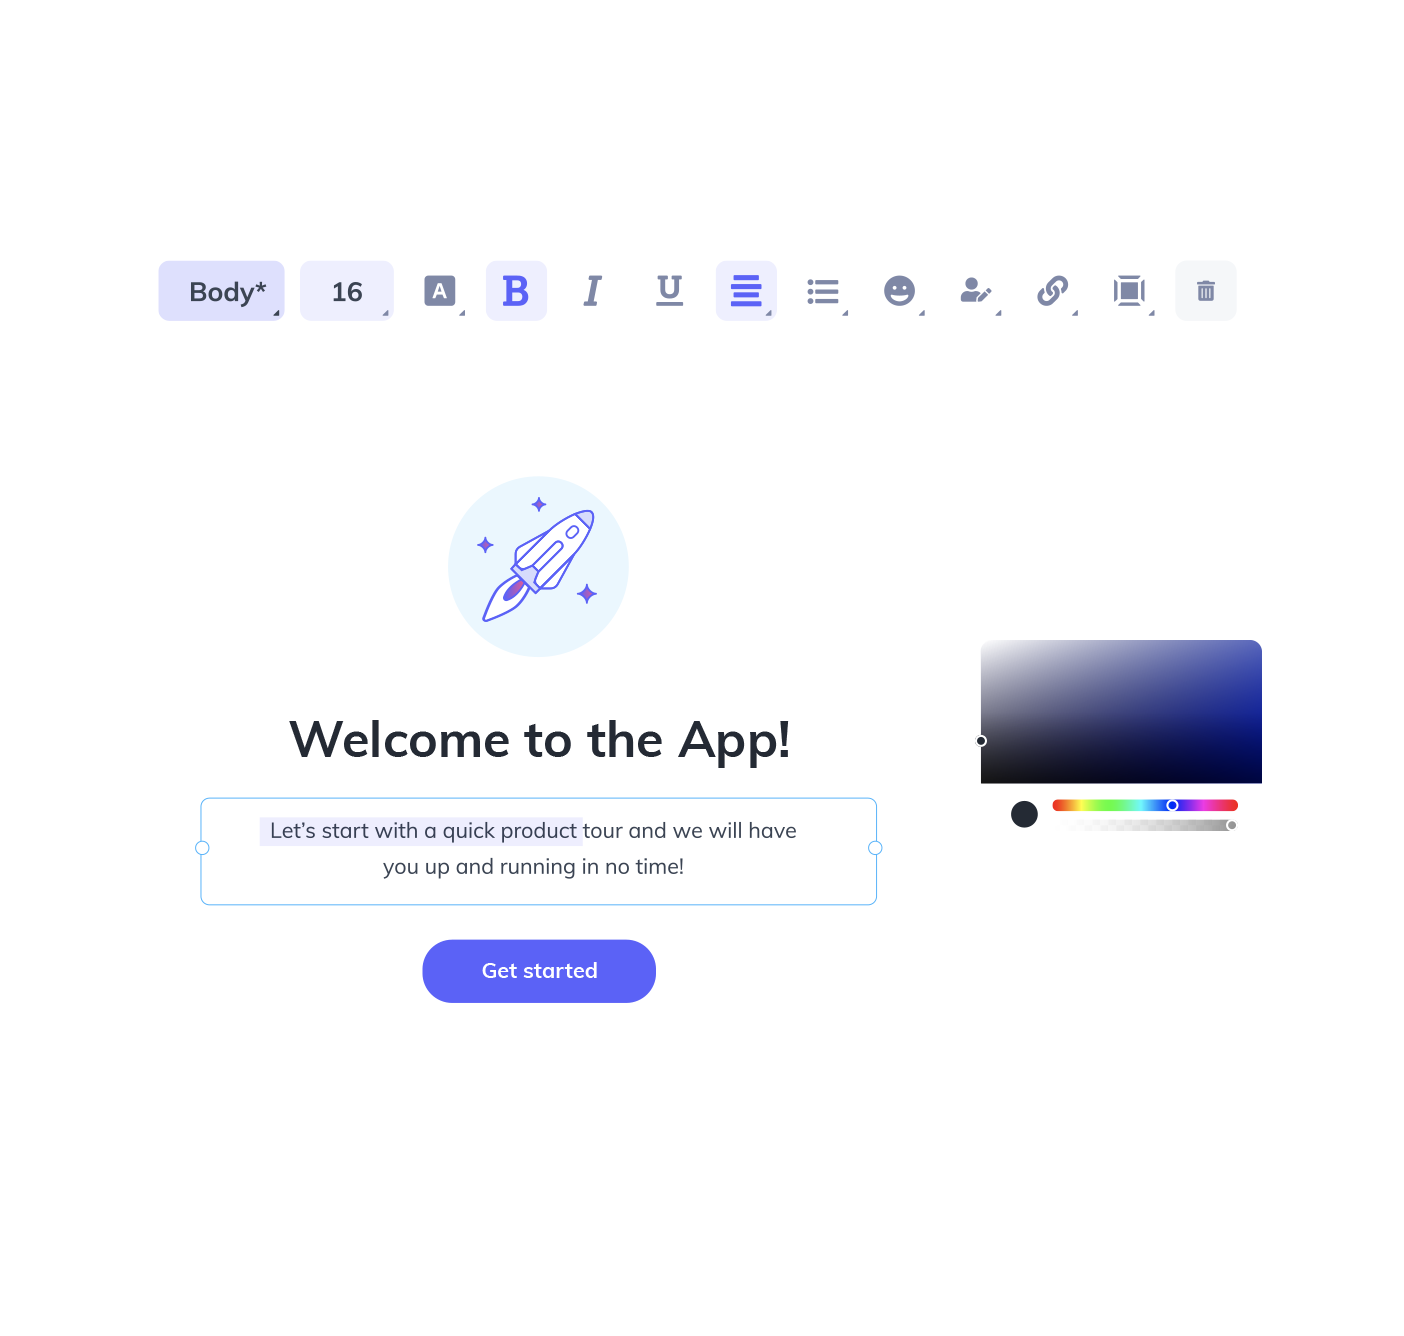 Body* 16 A B I U
Welcome to the App!
Let’s start with a quick product tour and we will have
you up and running in no time!
Get started